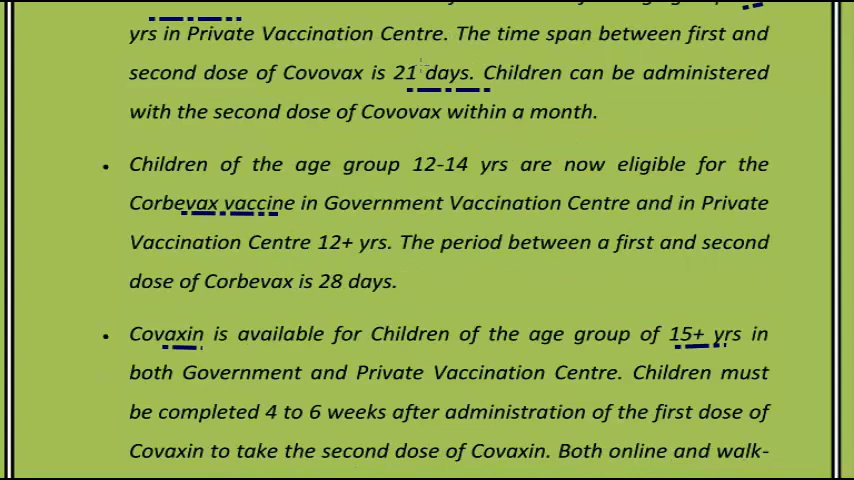 yrs in Private Vaccination Centre. The time span between first and
second dose of Covovax is 21 days. Children can be administered
with the second dose of Covovax within a month.
• Children of the age group 12-14 yrs are now eligible for the
Corbevax vaccine in Government Vaccination Centre and in Private
Vaccination Centre 12+ yrs. The period between a first and second
dose of Corbevax is 28 days.
• Covaxin is available for Children of the age group of 15+ yrs in
both Government and Private Vaccination Centre. Children must
be completed 4 to 6 weeks after administration of the first dose of
Covaxin to take the second dose of Covaxin. Both online and walk-